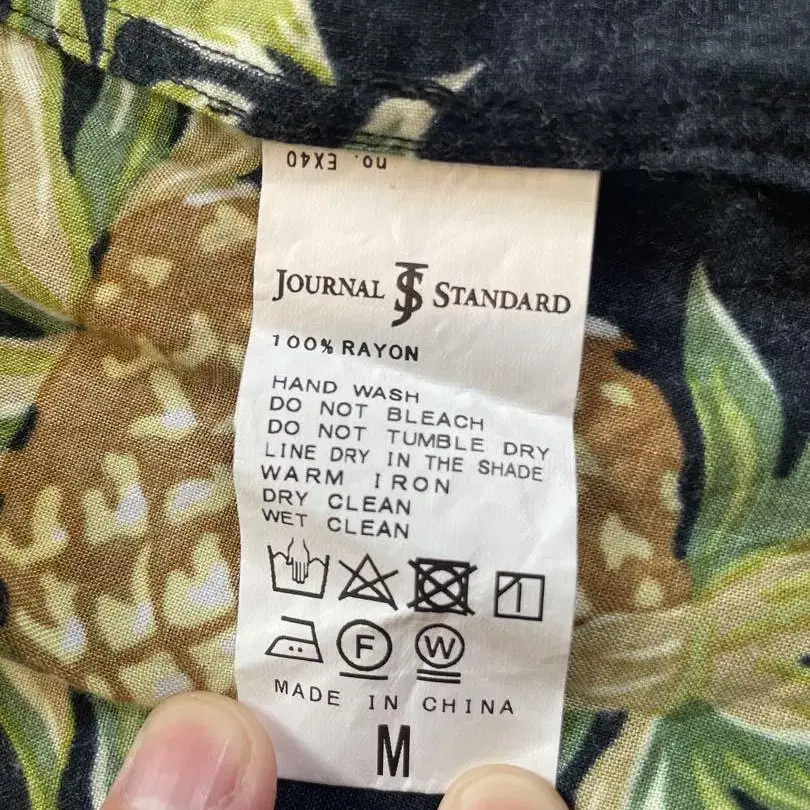 no. EX40
JOURNAL JS STANDARD
100% RAYON
HAND WASH
DO NOT BLEACH
DO NOT TUMBLE DRY
LINE DRY IN THE SHADE
WARM IRON
DRY CLEAN
WET CLEAN
F W
MADE IN CHINA
M